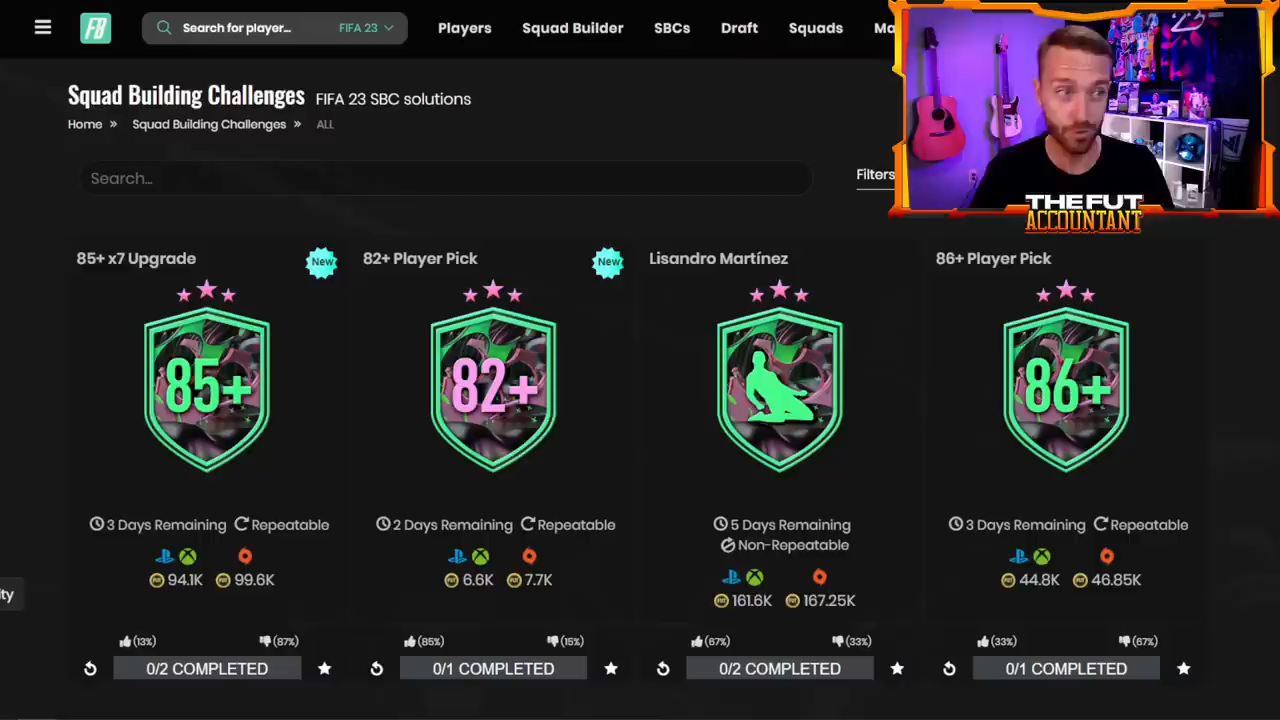 FB
Search for player...
FIFA 23
Players
Squad Builder
SBCs
Draft
Squads
Ma
Squad Building Challenges
FIFA 23 SBC solutions
Home » Squad Building Challenges » ALL
Search...
Filters
THE FUT
ACCOUNTANT
85+ x7 Upgrade
New
85+
3 Days Remaining
Repeatable
94.1K
99.6K
(13%)
(87%)
0/2 COMPLETED
82+ Player Pick
New
82+
2 Days Remaining
Repeatable
6.6K
7.7K
(85%)
(15%)
0/1 COMPLETED
Lisandro Martínez
5 Days Remaining
Non-Repeatable
161.6K
167.25K
(67%)
(33%)
0/2 COMPLETED
86+ Player Pick
86+
3 Days Remaining
Repeatable
44.8K
46.85K
(33%)
(67%)
0/1 COMPLETED
ity